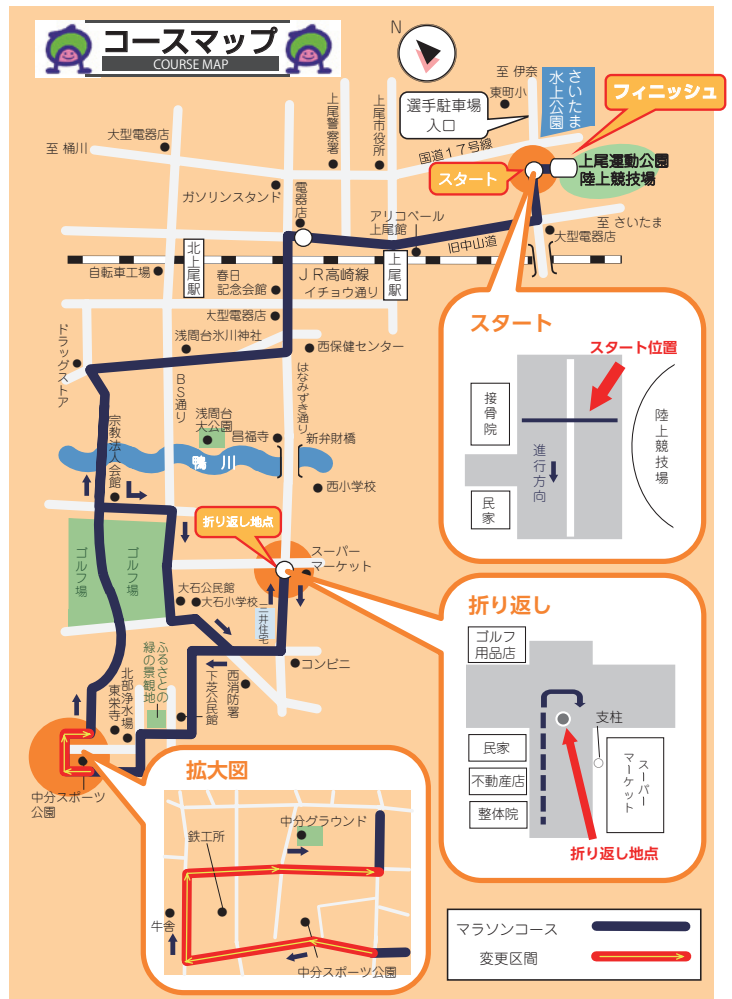 コースマップ
COURSE MAP
N
至 伊奈
東町小
さいたま
水上公園
フィニッシュ
選手駐車場
入口
上尾警察署
上尾市役所
国道17号線
スタート
上尾運動公園
陸上競技場
至 桶川
大型電器店
ガソリンスタンド
電器店
アリコベール
上尾館
旧中山道
至 さいたま
大型電器店
自転車工場
北上尾駅
春日
記念会館
JR高崎線
イチョウ通り
上尾駅
大型電器店
浅間台氷川神社
西保健センター
ドラッグストア
BS通り
はなみずき通り
浅間台
大公園
昌福寺
新弁財橋
宗教法人会館
鴨川
西小学校
折り返し地点
スーパー
マーケット
ゴルフ場
ゴルフ場
大石公民館
大石小学校
三井住宅
コンビニ
ふるさとの
緑の景観地
北部浄水場
東栄寺
下芝公民館
西消防署
中分スポーツ
公園
スタート
スタート位置
接骨院
進行方向
陸上競技場
民家
折り返し
ゴルフ
用品店
支柱
民家
不動産店
整体院
スーパー
マーケット
折り返し地点
拡大図
中分グラウンド
鉄工所
牛舎
中分スポーツ公園
マラソンコース
変更区間